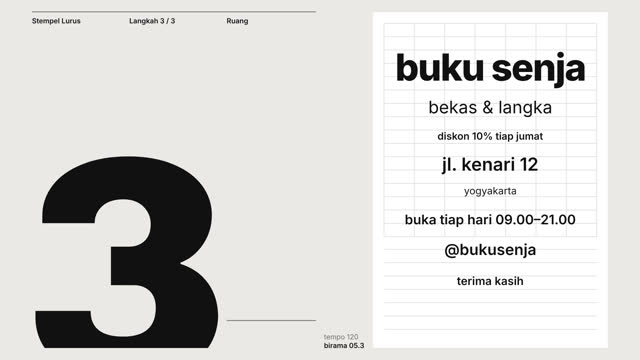 Stempel Lurus
Langkah 3 / 3
Ruang
3
tempo 120
birama 05.3
buku senja
bekas & langka
diskon 10% tiap jumat
jl. kenari 12
yogyakarta
buka tiap hari 09.00–21.00
@bukusenja
terima kasih